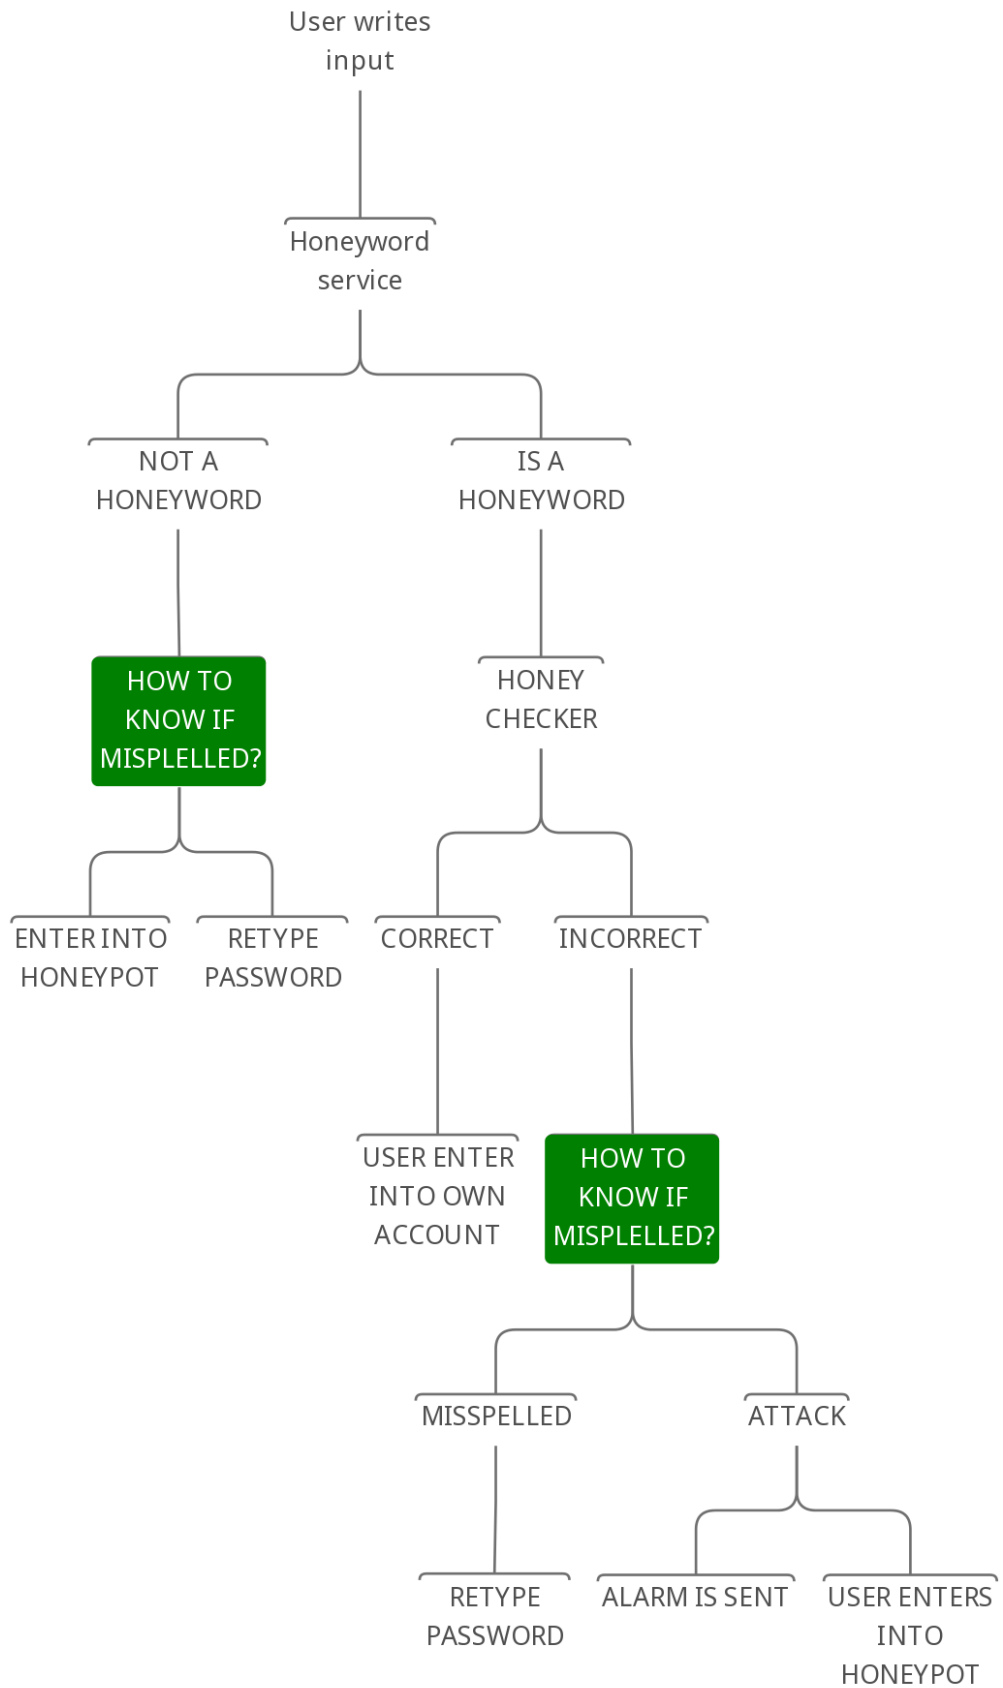 User writes
input
Honeyword
service
NOT A
HONEYWORD
IS A
HONEYWORD
HOW TO
KNOW IF
MISPLELLED?
HONEY
CHECKER
ENTER INTO
HONEYPOT
RETYPE
PASSWORD
CORRECT
INCORRECT
USER ENTER
INTO OWN
ACCOUNT
HOW TO
KNOW IF
MISPLELLED?
MISSPELLED
ATTACK
RETYPE
PASSWORD
ALARM IS SENT
USER ENTERS
INTO
HONEYPOT